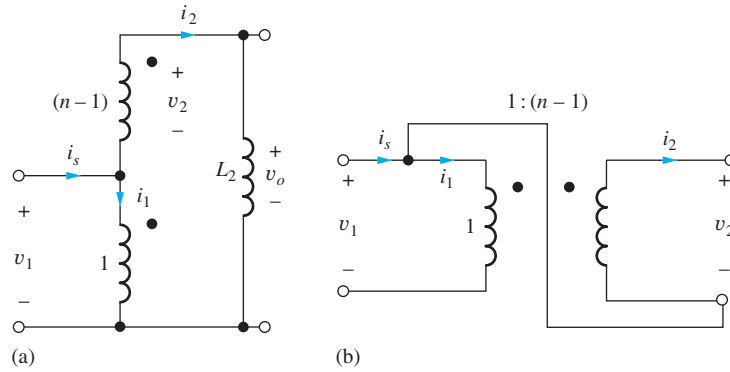 i2
(n – 1)
+
v2
–
is
i1
L2
+
vo
–
+
v1
–
1
(a)
1 : (n – 1)
is
i1
i2
+
v1
–
1
+
v2
–
(b)